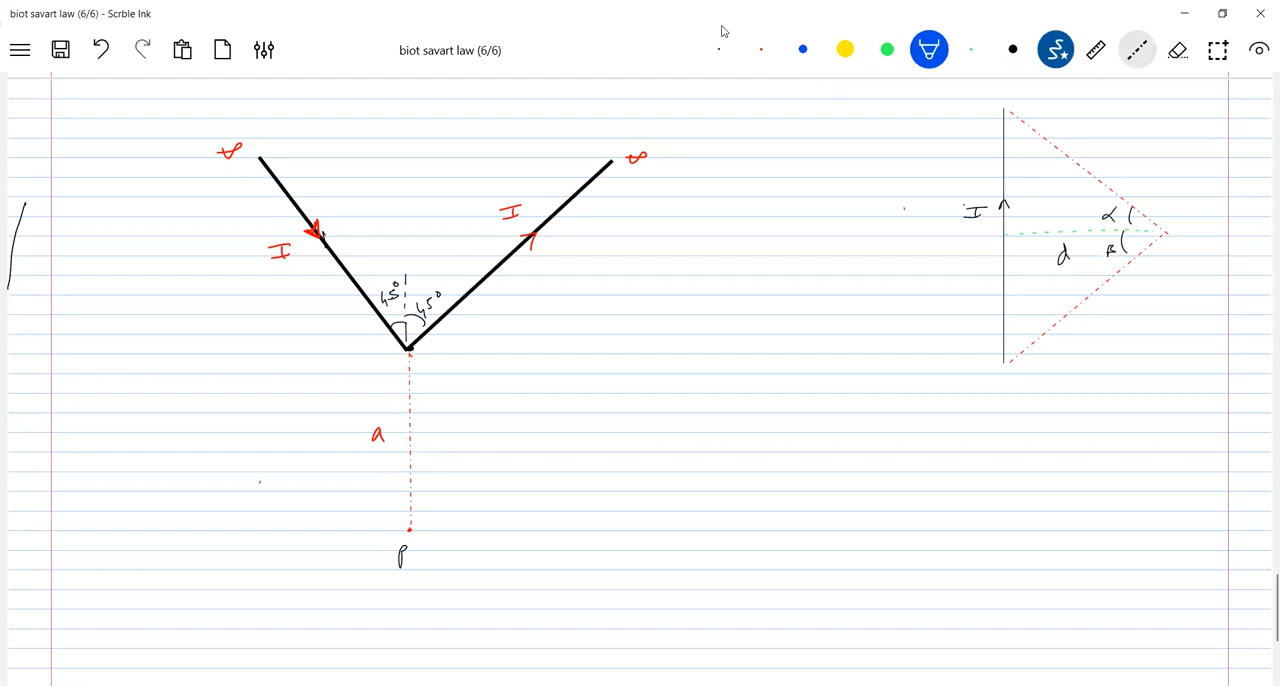 biot savart law (6/6) - Scrble Ink
biot savart law (6/6)
∞
∞
I
I
I
α
45°
45°
d
β
a
P